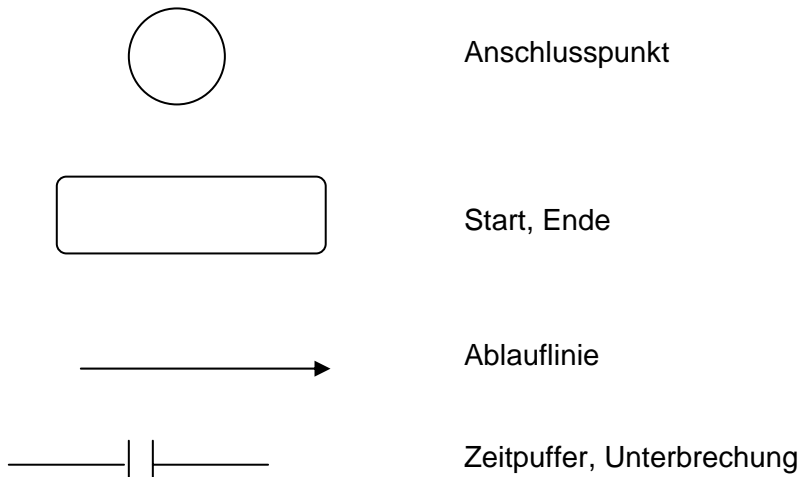 Anschlusspunkt
Start, Ende
Ablauflinie
Zeitpuffer, Unterbrechung